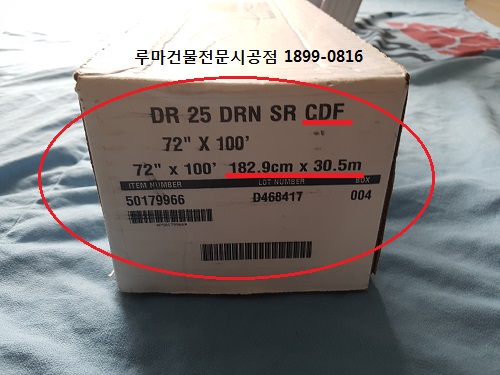 루마건물전문시공점 1899-0816
DR 25 DRN SR CDF
72" X 100'
72" x 100' 182.9cm x 30.5m
ITEM NUMBER LOT NUMBER BOX
50179966 D468417 004